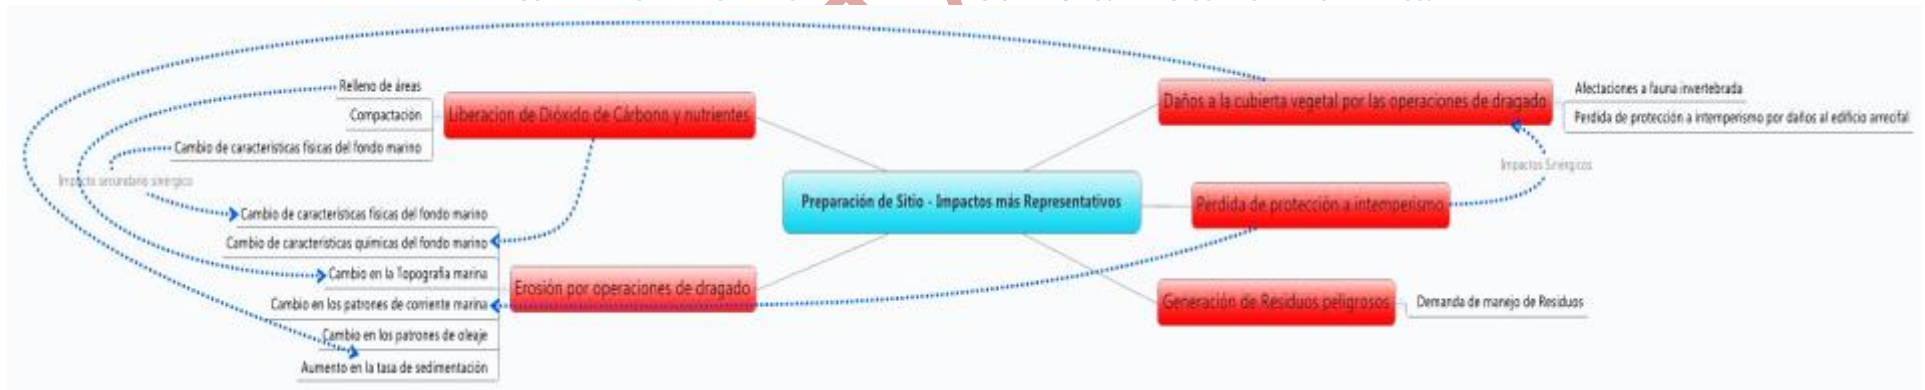 Relleno de áreas
Compactación
Cambio de características físicas del fondo marino
Liberacion de Dióxido de Cárbono y nutrientes
Impacto secundario sinergico
Cambio de características físicas del fondo marino
Cambio de características químicas del fondo marino
Cambio en la Topografia marina
Cambio en los patrones de corriente marina
Cambio en los patrones de oleaje
Aumento en la tasa de sedimentación
Erosión por operaciones de dragado
Preparación de Sitio - Impactos más Representativos
Daños a la cubierta vegetal por las operaciones de dragado
Afectaciones a fauna invertebrada
Perdida de protección a intemperismo por daños al edificio arrecifal
Impactos Sinérgicos
Perdida de protección a intemperismo
Generación de Residuos peligrosos
Demanda de manejo de Residuos